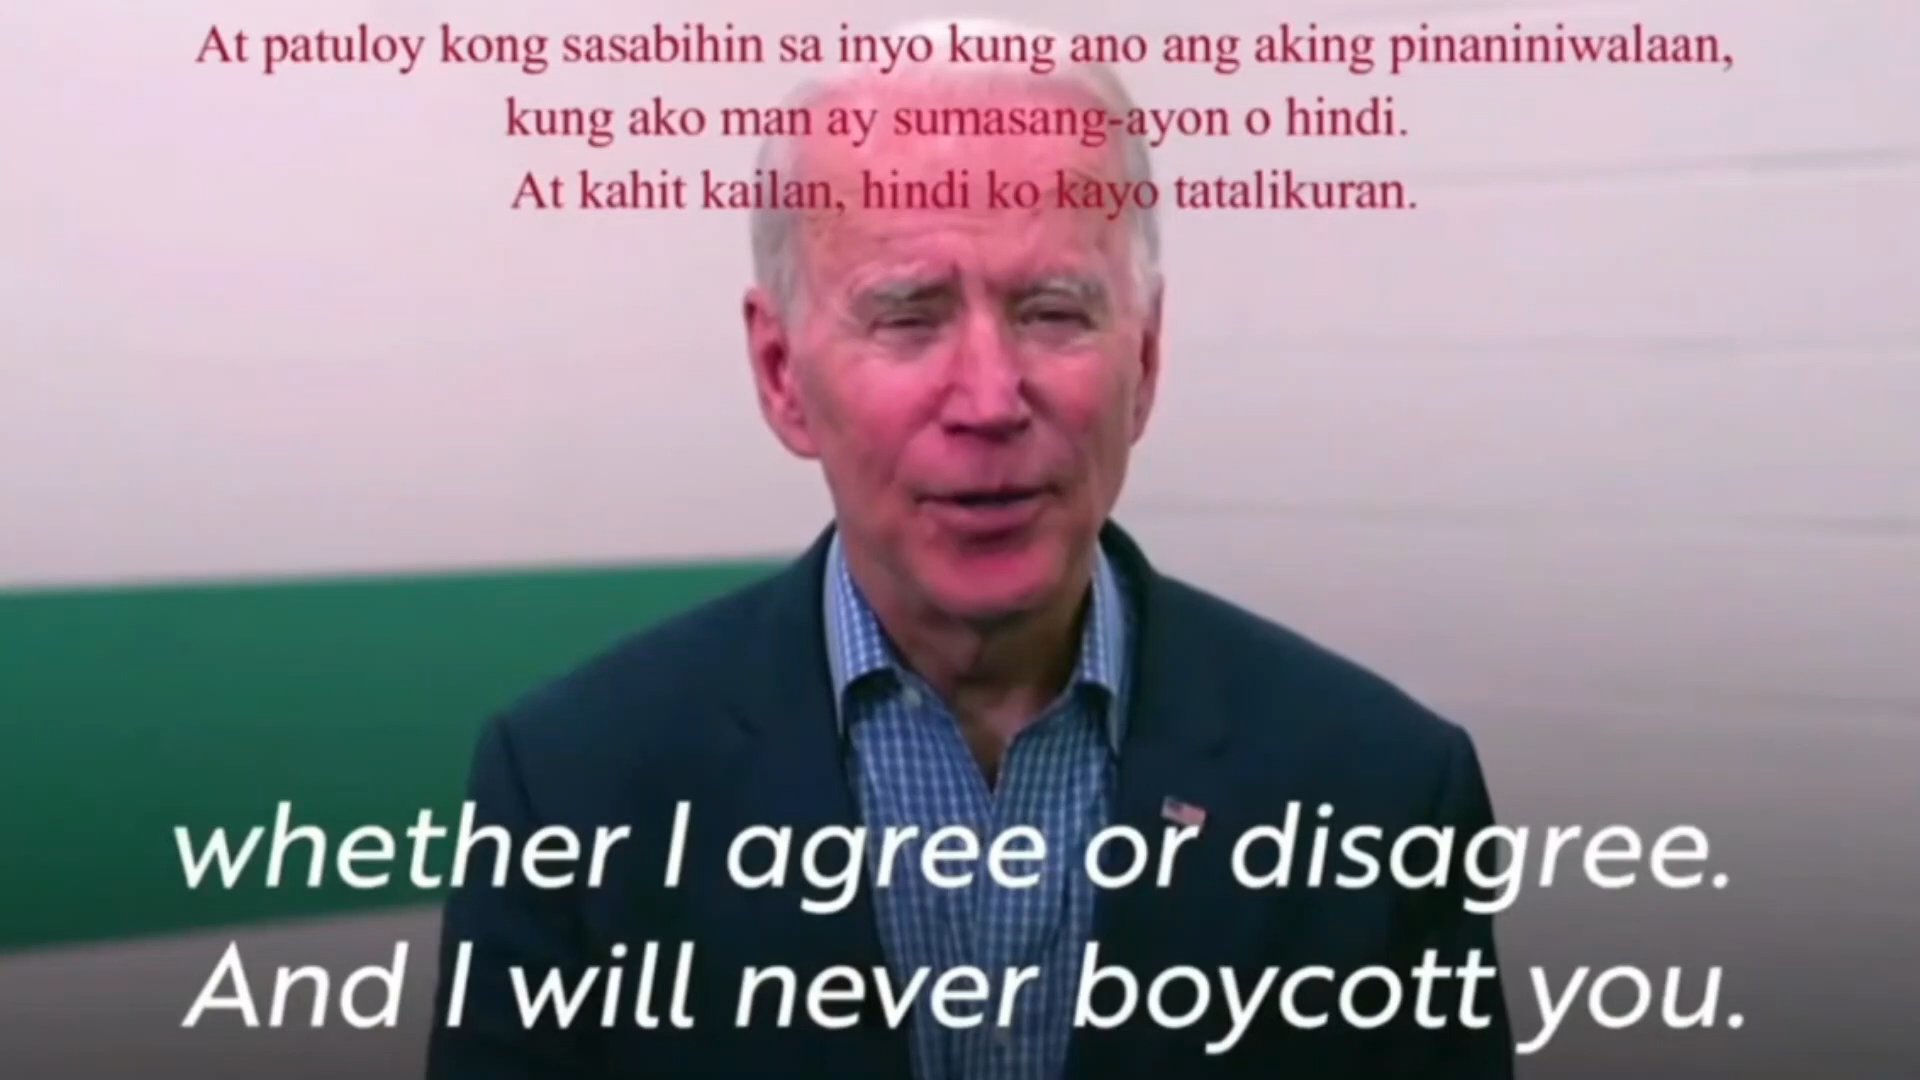 At patuloy kong sasabihin sa inyo kung ano ang aking pinaniniwalaan,
kung ako man ay sumasang-ayon o hindi.
At kahit kailan, hindi ko kayo tatalikuran.
whether I agree or disagree.
And I will never boycott you.